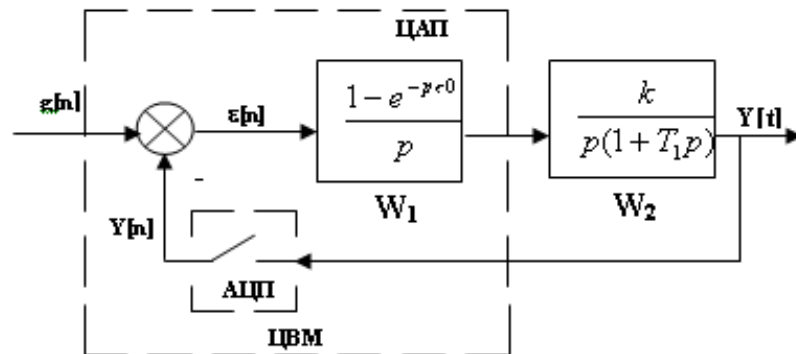 ЦАП
g[n]
ε[n]
1 − e^{−pτ0}
p
W₁
k
p(1 + T₁p)
W₂
Y[t]
-
Y[n]
АЦП
ЦВМ